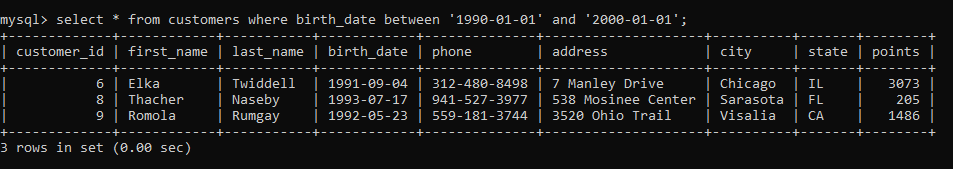 mysql> select * from customers where birth_date between '1990-01-01' and '2000-01-01';
+-------------+------------+-----------+------------+--------------+--------------------+----------+-------+--------+
| customer_id | first_name | last_name | birth_date | phone        | address            | city     | state | points |
+-------------+------------+-----------+------------+--------------+--------------------+----------+-------+--------+
|           6 | Elka       | Twiddell  | 1991-09-04 | 312-480-8498 | 7 Manley Drive     | Chicago  | IL    |   3073 |
|           8 | Thacher    | Naseby    | 1993-07-17 | 941-527-3977 | 538 Mosinee Center | Sarasota | FL    |    205 |
|           9 | Romola     | Rumgay    | 1992-05-23 | 559-181-3744 | 3520 Ohio Trail    | Visalia  | CA    |   1486 |
+-------------+------------+-----------+------------+--------------+--------------------+----------+-------+--------+
3 rows in set (0.00 sec)